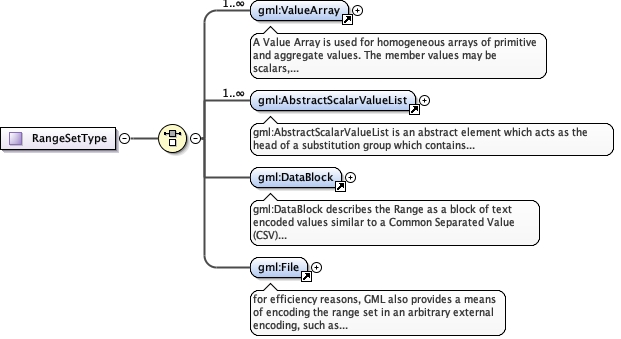 1..∞
gml:ValueArray
A Value Array is used for homogeneous arrays of primitive
and aggregate values. The member values may be
scalars,...
1..∞
gml:AbstractScalarValueList
gml:AbstractScalarValueList is an abstract element which acts as the
head of a substitution group which contains...
RangeSetType
gml:DataBlock
gml:DataBlock describes the Range as a block of text
encoded values similar to a Common Separated Value
(CSV)...
gml:File
for efficiency reasons, GML also provides a means
of encoding the range set in an arbitrary external
encoding, such as...